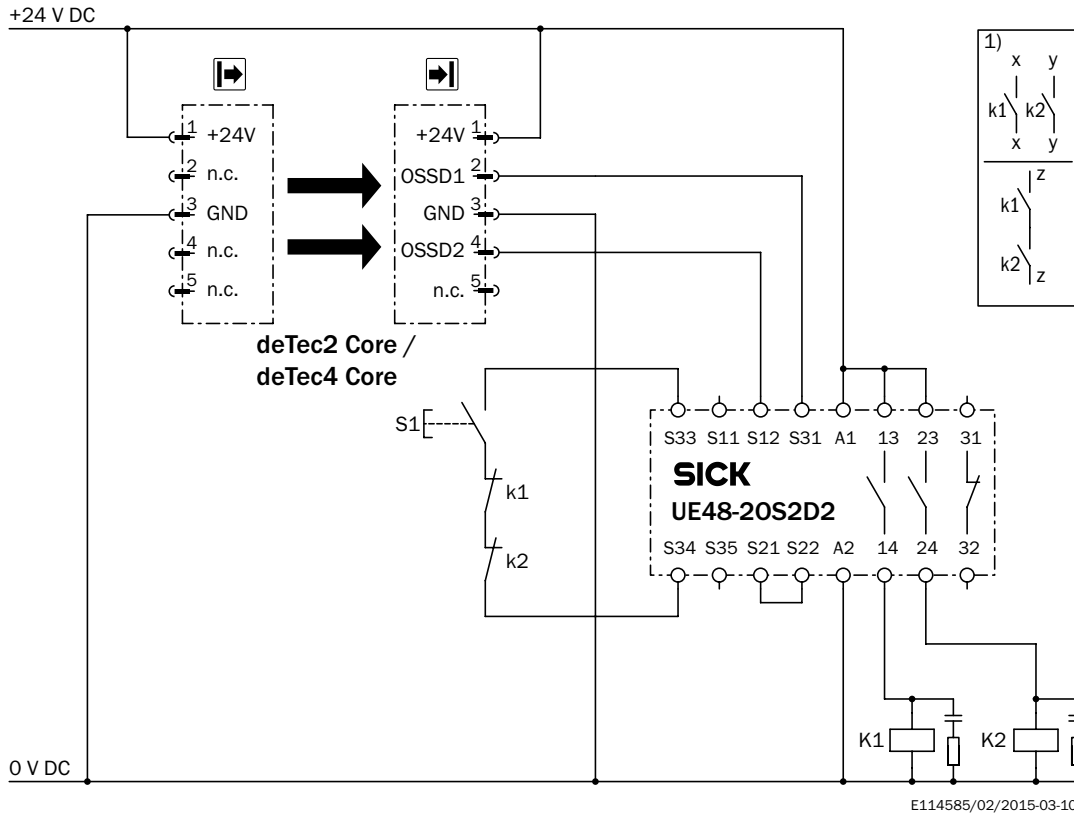 +24 V DC
1)
x y
k1 k2
x y
z
k1
k2 z
1 +24V
2 n.c.
3 GND
4 n.c.
5 n.c.
+24V 1
OSSD1 2
GND 3
OSSD2 4
n.c. 5
deTec2 Core /
deTec4 Core
S1
k1
k2
S33 S11 S12 S31 A1 13 23 31
SICK
UE48-2OS2D2
S34 S35 S21 S22 A2 14 24 32
K1 K2
0 V DC
E114585/02/2015-03-10